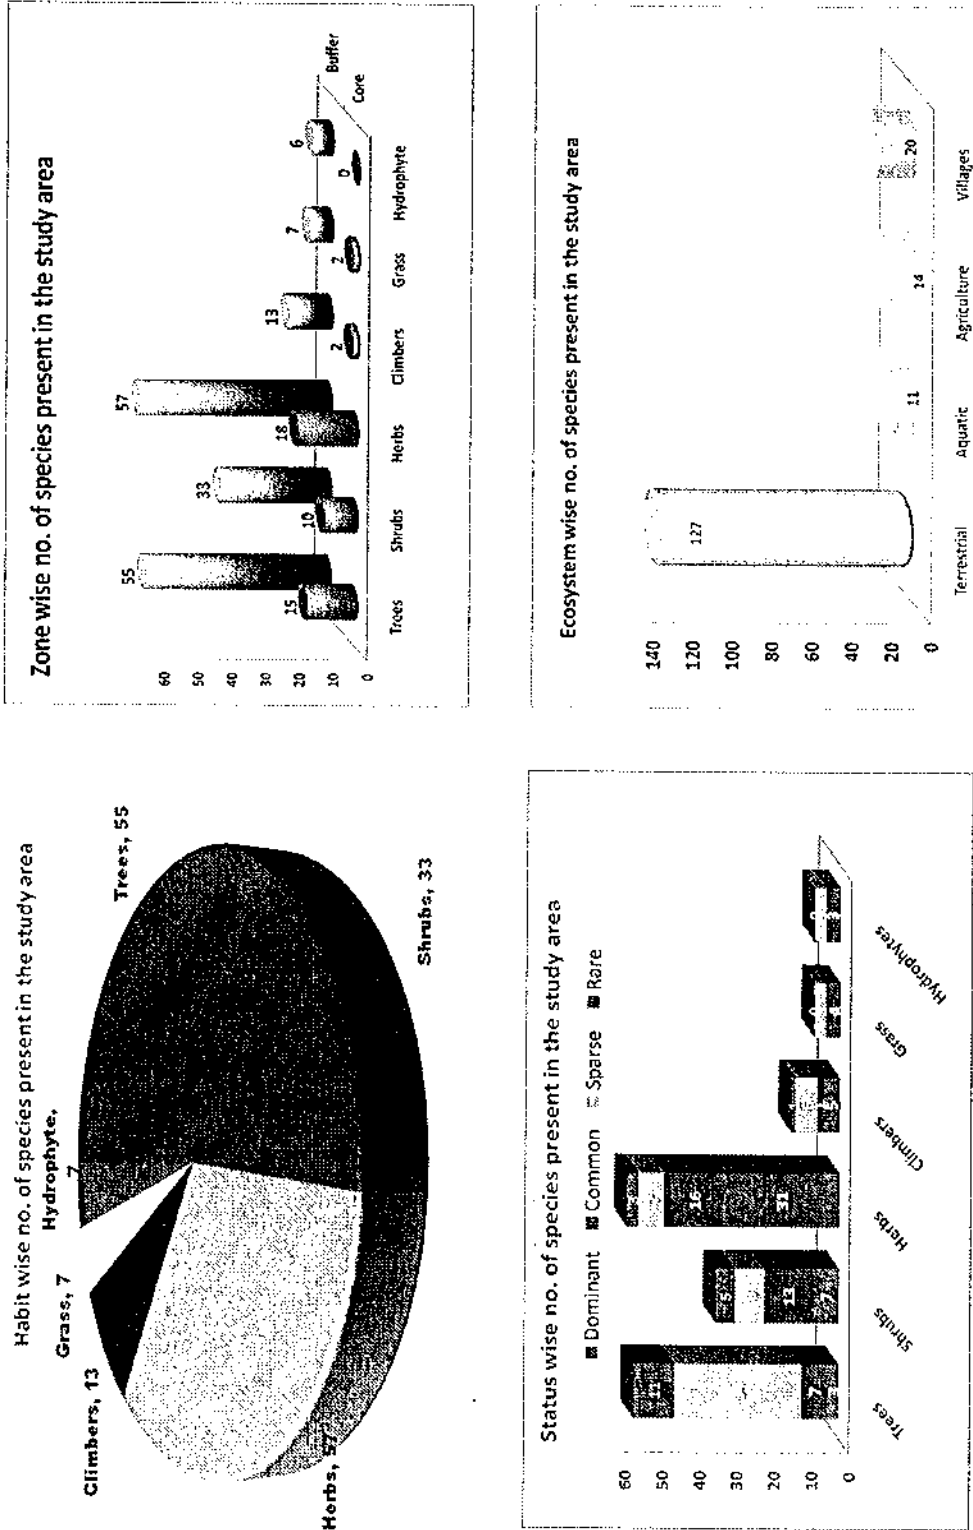 Habit wise no. of species present in the study area
Hydrophyte,
7
Grass, 7
Climbers, 13
Trees, 55
Shrubs, 33
Herbs, 57
Zone wise no. of species present in the study area
60
50
40
30
20
10
0
55
15
33
10
57
18
13
2
7
2
6
0
Buffer
Core
Trees
Shrubs
Herbs
Climbers
Grass
Hydrophyte
Status wise no. of species present in the study area
Dominant
Common
Sparse
Rare
60
50
40
30
20
10
0
7
Trees
Shrubs
Herbs
Climbers
Grass
Hydrophytes
Ecosystem wise no. of species present in the study area
140
120
100
80
60
40
20
0
127
11
14
20
Terrestrial
Aquatic
Agriculture
Villages